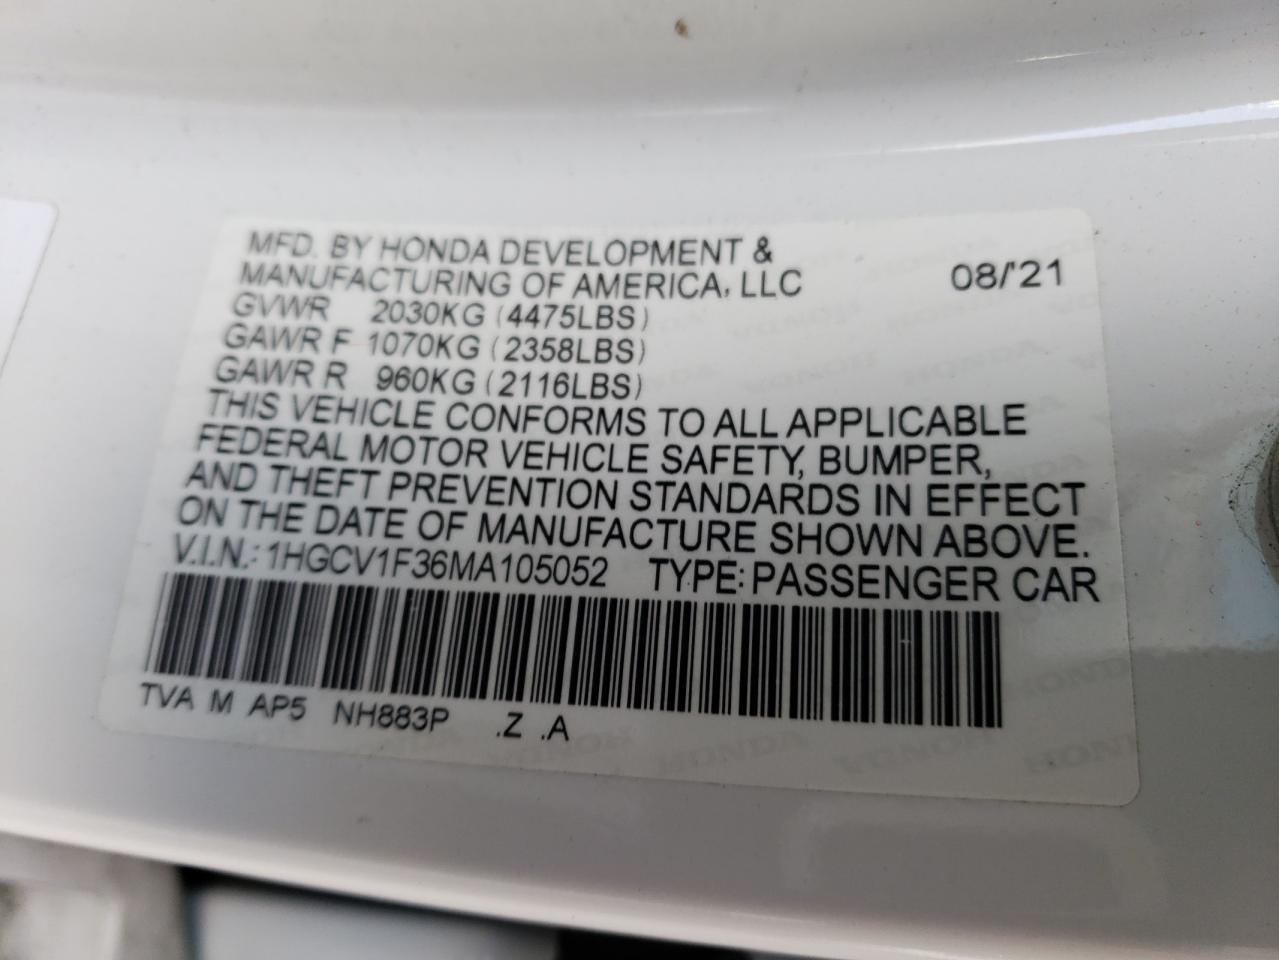 MFD. BY HONDA DEVELOPMENT &
MANUFACTURING OF AMERICA, LLC 08/'21
GVWR 2030KG (4475LBS)
GAWR F 1070KG (2358LBS)
GAWR R 960KG (2116LBS)
THIS VEHICLE CONFORMS TO ALL APPLICABLE
FEDERAL MOTOR VEHICLE SAFETY, BUMPER,
AND THEFT PREVENTION STANDARDS IN EFFECT
ON THE DATE OF MANUFACTURE SHOWN ABOVE.
V.I.N.: 1HGCV1F36MA105052 TYPE: PASSENGER CAR
TVA M AP5 NH883P .Z .A